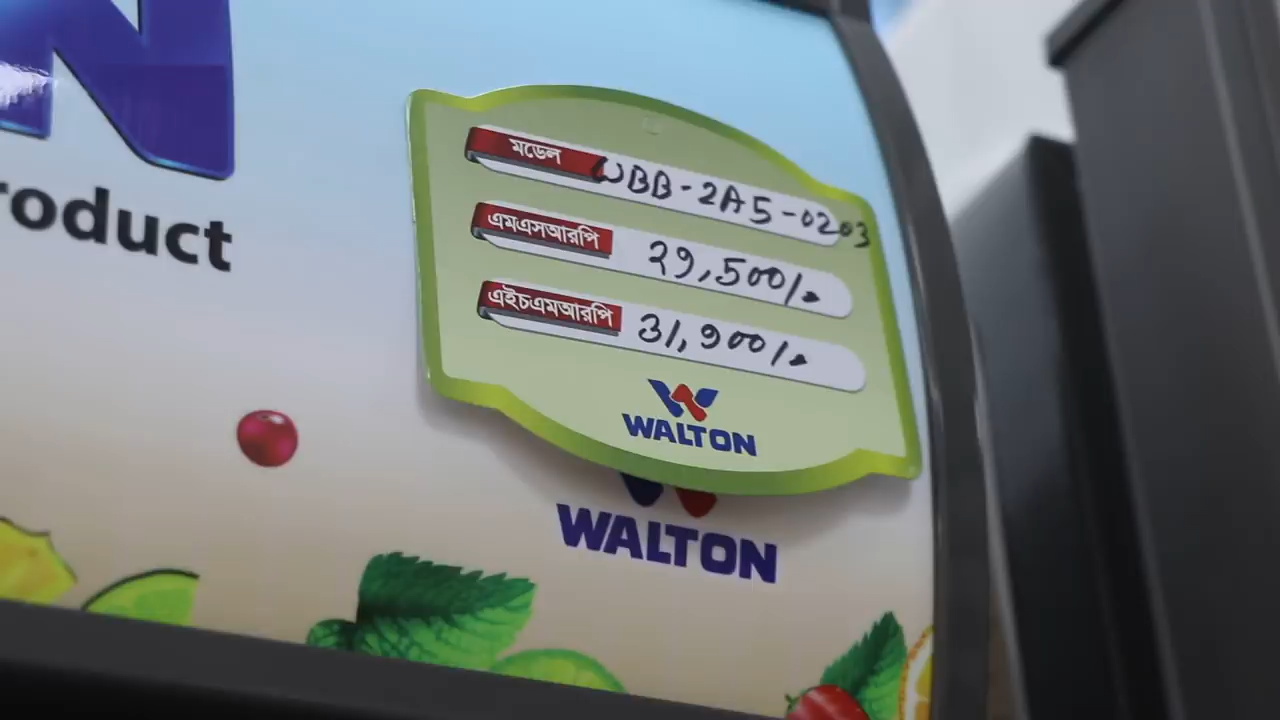 N
roduct
মডেল WBB-2A5-0203
এমএসআরপি 29,500/-
এইচএমআরপি 31,900/-
WALTON
WALTON